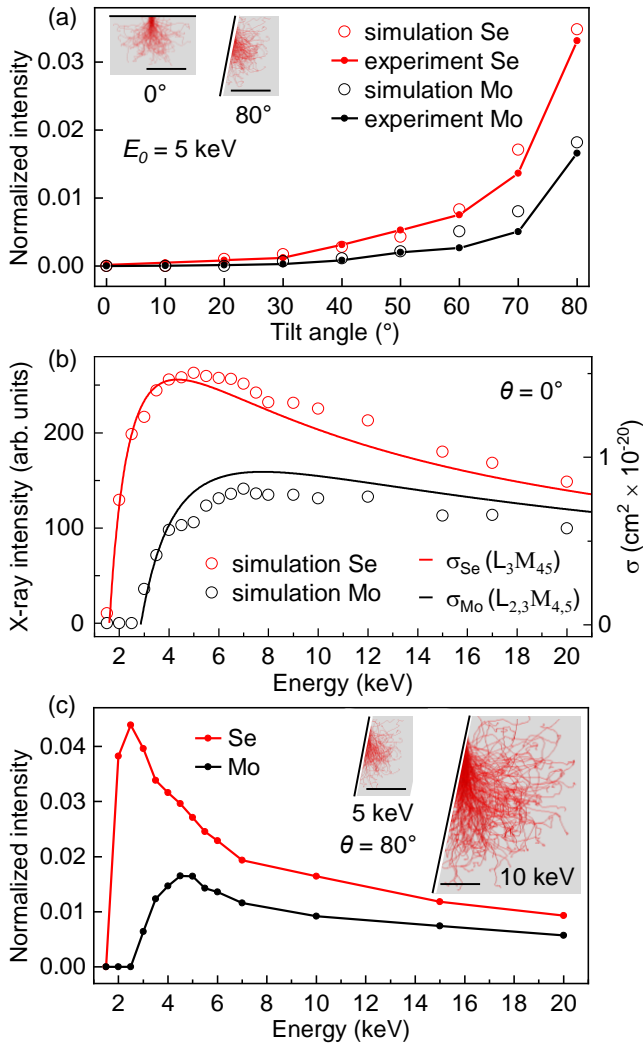 (a)
simulation Se
experiment Se
simulation Mo
experiment Mo
0°
80°
E0 = 5 keV
Normalized intensity
0.03
0.02
0.01
0.00
0 10 20 30 40 50 60 70 80
Tilt angle (°)
(b)
θ = 0°
X-ray intensity (arb. units)
200
100
0
simulation Se
simulation Mo
σSe (L3M45)
σMo (L2,3M4,5)
1
0
σ (cm² × 10⁻²⁰)
2 4 6 8 10 12 14 16 18 20
Energy (keV)
(c)
Se
Mo
5 keV
θ = 80°
10 keV
Normalized intensity
0.04
0.03
0.02
0.01
0.00
2 4 6 8 10 12 14 16 18 20
Energy (keV)